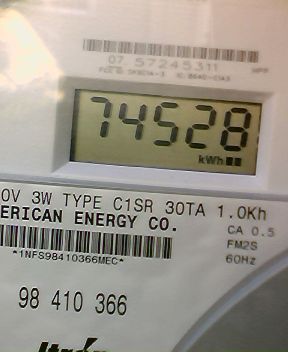 07 57245311
74528
kWh
0V 3W TYPE C1SR 30TA 1.0Kh
ERICAN ENERGY CO.
CA 0.5
FM2S
60Hz
*1NFS98410366MEC*
98 410 366
Itrón